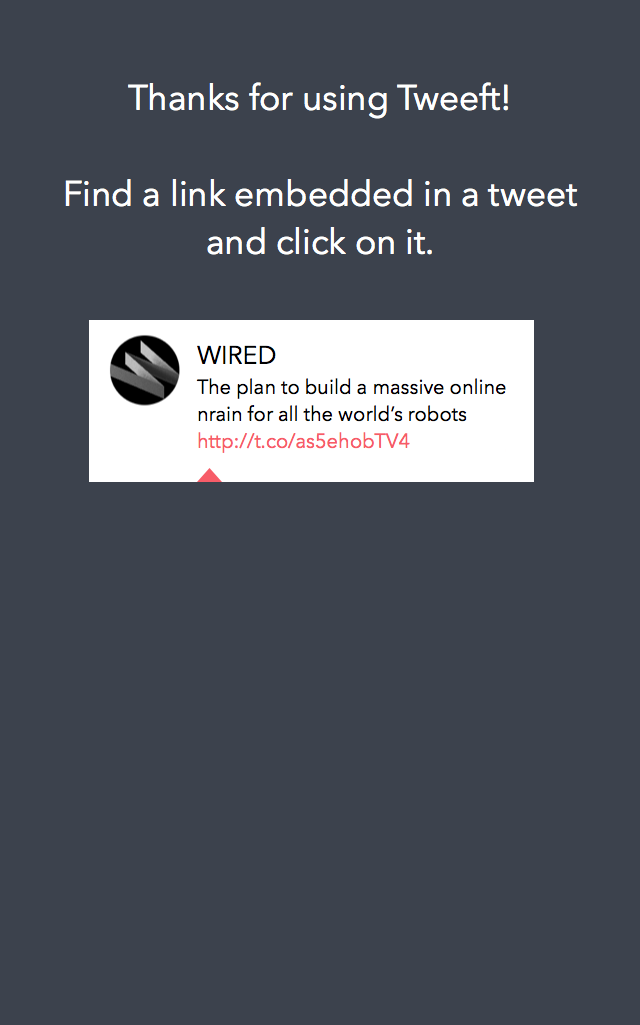 Thanks for using Tweeft!
Find a link embedded in a tweet
and click on it.
WIRED
The plan to build a massive online
nrain for all the world’s robots
http://t.co/as5ehobTV4